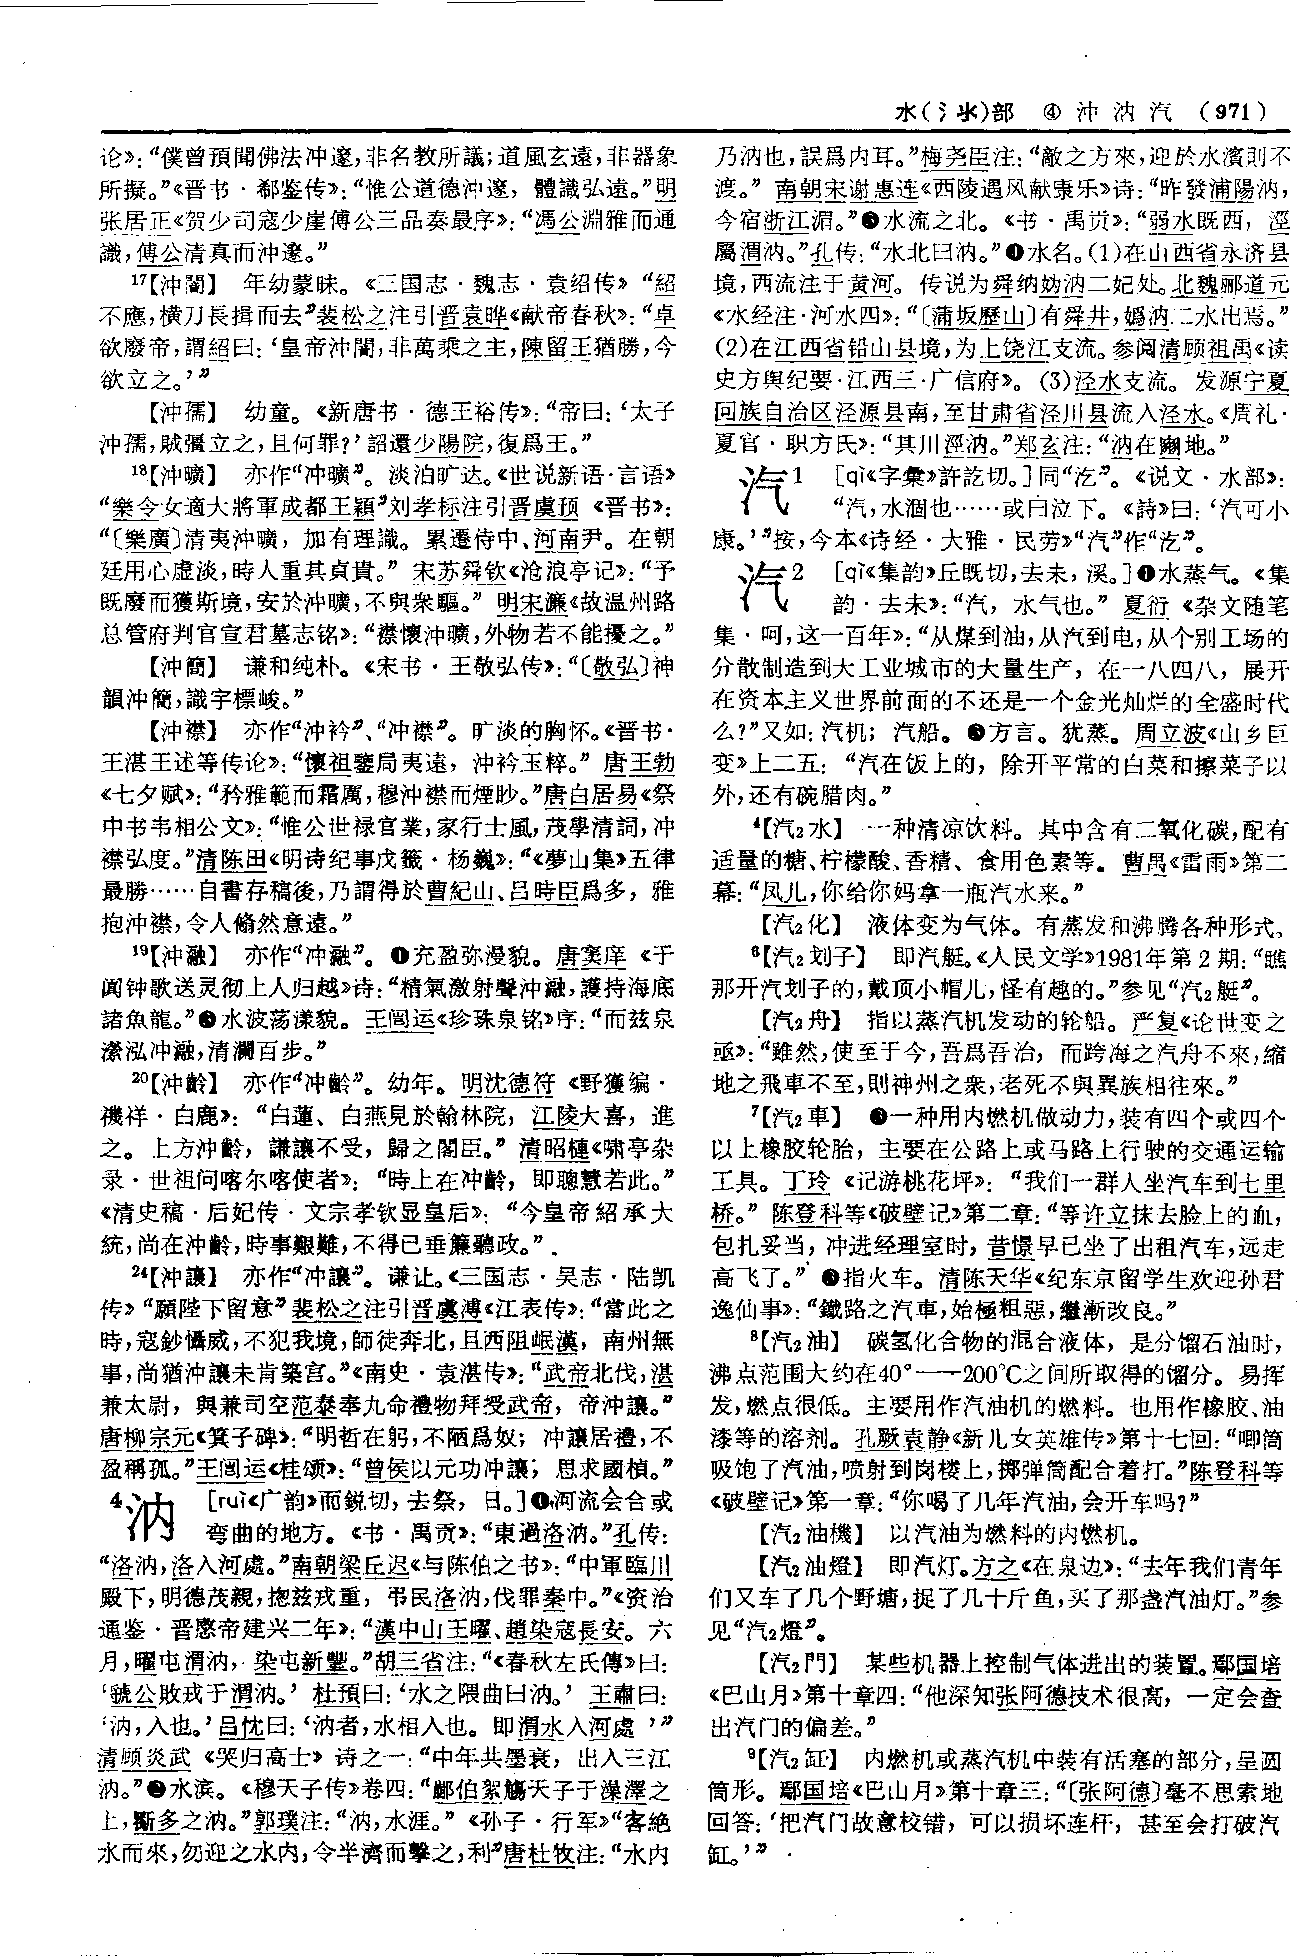 水(氵氺)部　④　沖　汭　汽　(971)
论》：“僕曾預聞佛法冲邃，非名教所議；道風玄遠，非器象
所擬。”《晋书·郗鉴传》：“惟公道德冲邃，體識弘遠。”明
张居正《贺少司寇少崖傅公三品奏最序》：“馮公淵雅而通
識，傅公清真而沖邃。”
17【沖闇】　年幼蒙昧。《三国志·魏志·袁绍传》“紹
不應，横刀長揖而去”裴松之注引晋袁晔《献帝春秋》：“卓
欲廢帝，謂紹曰：‘皇帝沖闇，非萬乘之主，陳留王猶勝，今
欲立之。’”
【沖孺】　幼童。《新唐书·德王裕传》：“帝曰：‘太子
沖孺，賊彊立之，且何罪？’詔還少陽院，復爲王。”
18【沖曠】　亦作“冲曠”。淡泊旷达。《世说新语·言语》
“樂令女適大將軍成都王穎”刘孝标注引晋虞预《晋书》：
“〔樂廣〕清夷沖曠，加有理識。累遷侍中、河南尹。在朝
廷用心虚淡，時人重其貞貴。”宋苏舜钦《沧浪亭记》：“予
既廢而獲斯境，安於沖曠，不與衆驅。”明宋濂《故温州路
总管府判官宣君墓志铭》：“襟懷沖曠，外物若不能擾之。”
【沖簡】　谦和纯朴。《宋书·王敬弘传》：“〔敬弘〕神
韻沖簡，識宇標峻。”
【沖襟】　亦作“沖衿”、“冲襟”。旷淡的胸怀。《晋书·
王湛王述等传论》：“懷祖鑒局夷遠，沖衿玉粹。”唐王勃
《七夕赋》：“矜雅範而霜厲，穆沖襟而煙眇。”唐白居易《祭
中书韦相公文》：“惟公世禄官業，家行士風，茂學清詞，冲
襟弘度。”清陈田《明诗纪事戊籤·杨巍》：“《夢山集》五律
最勝……自書存稿後，乃謂得於曹紀山、吕時臣爲多，雅
抱沖襟，令人翛然意遠。”
19【沖融】　亦作“冲融”。❶充盈弥漫貌。唐窦庠《于
阗钟歌送灵彻上人归越》诗：“精氣激射聲沖融，護持海底
諸魚龍。”❷水波荡漾貌。王闿运《珍珠泉铭》序：“而兹泉
瀠泓冲融，清瀾百步。”
20【沖齡】　亦作“冲齡”。幼年。明沈德符《野獲编·
禨祥·白鹿》：“白蓮、白燕見於翰林院，江陵大喜，進
之。上方沖齡，謙讓不受，歸之閣臣。”清昭槤《啸亭杂
录·世祖问喀尔喀使者》：“時上在冲齡，即聰慧若此。”
《清史稿·后妃传·文宗孝钦显皇后》：“今皇帝紹承大
統，尚在沖齡，時事艱難，不得已垂簾聽政。”
24【沖讓】　亦作“冲讓”。谦让。《三国志·吴志·陆凯
传》“願陛下留意”裴松之注引晋虞溥《江表传》：“當此之
時，寇鈔懾威，不犯我境，師徒奔北，且西阻岷漢，南州無
事，尚猶沖讓未肯築宫。”《南史·袁湛传》：“武帝北伐，湛
兼太尉，與兼司空范泰奉九命禮物拜授武帝，帝沖讓。”
唐柳宗元《箕子碑》：“明哲在躬，不陋爲奴；冲讓居禮，不
盈稱孤。”王闿运《桂颂》：“曾侯以元功冲讓，思求國楨。”
4汭　[ruì《广韵》而鋭切，去祭，日。]❶河流会合或
弯曲的地方。《书·禹贡》：“東過洛汭。”孔传：
“洛汭，洛入河處。”南朝梁丘迟《与陈伯之书》：“中軍臨川
殿下，明德茂親，揔兹戎重，弔民洛汭，伐罪秦中。”《资治
通鉴·晋愍帝建兴二年》：“漢中山王曜、趙染寇長安。六
月，曜屯渭汭，染屯新豐。”胡三省注：“《春秋左氏傳》曰：
‘虢公敗戎于渭汭。’杜預曰：‘水之隈曲曰汭。’王肅曰：
‘汭，入也。’吕忱曰：‘汭者，水相入也。即渭水入河處’”
清顾炎武《哭归高士》诗之一：“中年共墨衰，出入三江
汭。”❷水滨。《穆天子传》卷四：“䣙伯絮觴天子于澡澤之
上，㔍多之汭。”郭璞注：“汭，水涯。”《孙子·行军》“客絶
水而來，勿迎之水内，令半濟而擊之，利”唐杜牧注：“水内
乃汭也，誤爲内耳。”梅尧臣注：“敵之方來，迎於水濱則不
渡。”南朝宋谢惠连《西陵遇风献康乐》诗：“昨發浦陽汭，
今宿浙江湄。”❸水流之北。《书·禹贡》：“弱水既西，涇
屬渭汭。”孔传：“水北曰汭。”❹水名。(1)在山西省永济县
境，西流注于黄河。传说为舜纳妫汭二妃处。北魏郦道元
《水经注·河水四》：“〔蒲坂歷山〕有舜井，嬀汭二水出焉。”
(2)在江西省铅山县境，为上饶江支流。参阅清顾祖禹《读
史方舆纪要·江西三·广信府》。(3)泾水支流。发源宁夏
回族自治区泾源县南，至甘肃省泾川县流入泾水。《周礼·
夏官·职方氏》：“其川涇汭。”郑玄注：“汭在豳地。”
汽1　[qì《字彙》許訖切。]同“汔”。《说文·水部》：
“汽，水涸也……或曰泣下。《詩》曰：‘汽可小
康。’”按，今本《诗经·大雅·民劳》“汽”作“汔”。
汽2　[qì《集韵》丘既切，去未，溪。]❶水蒸气。《集
韵·去未》：“汽，水气也。”夏衍《杂文随笔
集·呵，这一百年》：“从煤到油，从汽到电，从个别工场的
分散制造到大工业城市的大量生产，在一八四八，展开
在资本主义世界前面的不还是一个金光灿烂的全盛时代
么？”又如：汽机；汽船。❷方言。犹蒸。周立波《山乡巨
变》上二五：“汽在饭上的，除开平常的白菜和擦菜子以
外，还有碗腊肉。”
4【汽2水】　一种清凉饮料。其中含有二氧化碳，配有
适量的糖、柠檬酸、香精、食用色素等。曹禺《雷雨》第二
幕：“凤儿，你给你妈拿一瓶汽水来。”
【汽2化】　液体变为气体。有蒸发和沸腾各种形式。
6【汽2划子】　即汽艇。《人民文学》1981年第2期：“瞧
那开汽划子的，戴顶小帽儿，怪有趣的。”参见“汽2艇”。
【汽2舟】　指以蒸汽机发动的轮船。严复《论世变之
亟》：“雖然，使至于今，吾爲吾治，而跨海之汽舟不來，縮
地之飛車不至，則神州之衆，老死不與異族相往來。”
7【汽2車】　❶一种用内燃机做动力，装有四个或四个
以上橡胶轮胎，主要在公路上或马路上行驶的交通运输
工具。丁玲《记游桃花坪》：“我们一群人坐汽车到七里
桥。”陈登科等《破壁记》第二章：“等许立抹去脸上的血，
包扎妥当，冲进经理室时，昔憬早已坐了出租汽车，远走
高飞了。”❷指火车。清陈天华《纪东京留学生欢迎孙君
逸仙事》：“鐵路之汽車，始極粗惡，繼漸改良。”
8【汽2油】　碳氢化合物的混合液体，是分馏石油时，
沸点范围大约在40°——200℃之间所取得的馏分。易挥
发，燃点很低。主要用作汽油机的燃料。也用作橡胶、油
漆等的溶剂。孔厥袁静《新儿女英雄传》第十七回：“唧筒
吸饱了汽油，喷射到岗楼上，掷弹筒配合着打。”陈登科等
《破壁记》第一章：“你喝了几年汽油，会开车吗？”
【汽2油機】　以汽油为燃料的内燃机。
【汽2油燈】　即汽灯。方之《在泉边》：“去年我们青年
们又车了几个野塘，捉了几十斤鱼，买了那盏汽油灯。”参
见“汽2燈”。
【汽2門】　某些机器上控制气体进出的装置。鄢国培
《巴山月》第十章四：“他深知张阿德技术很高，一定会查
出汽门的偏差。”
9【汽2缸】　内燃机或蒸汽机中装有活塞的部分，呈圆
筒形。鄢国培《巴山月》第十章三：“〔张阿德〕毫不思索地
回答：‘把汽门故意校错，可以损坏连杆，甚至会打破汽
缸。’”